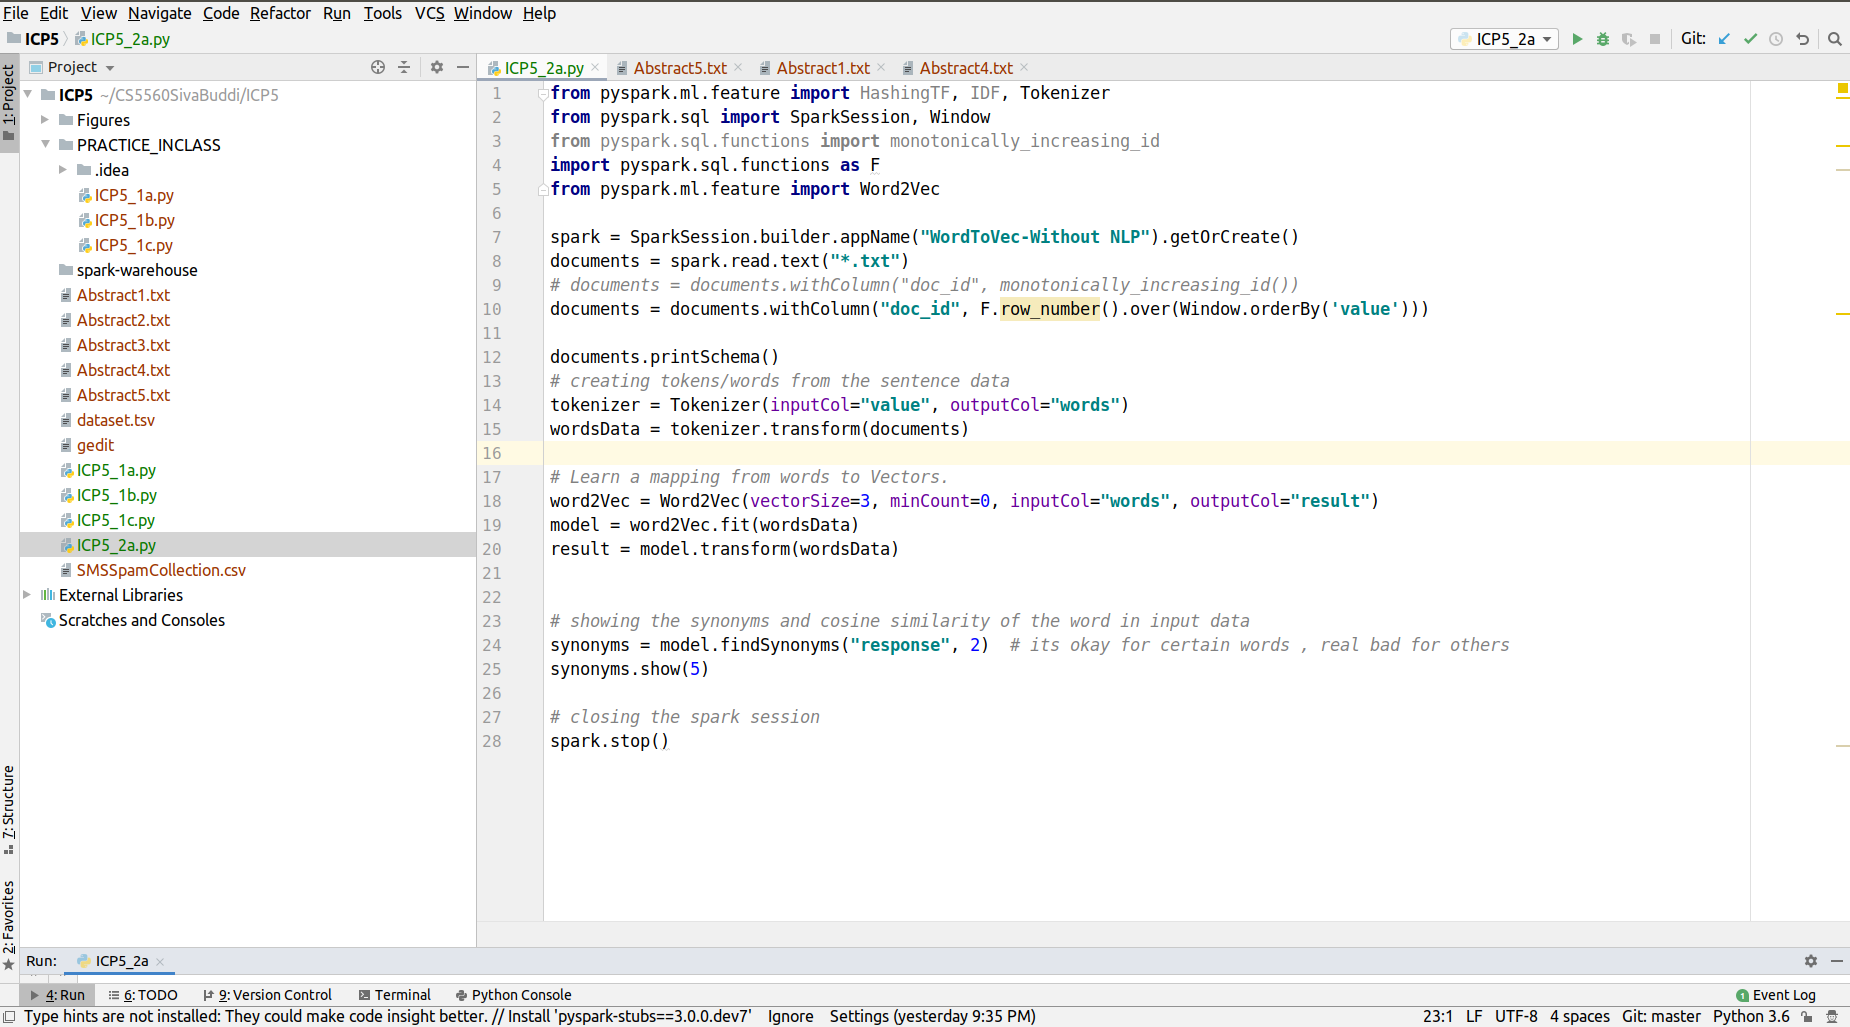 File Edit View Navigate Code Refactor Run Tools VCS Window Help
ICP5 ICP5_2a.py ICP5_2a Git:
1: Project
Project
ICP5_2a.py Abstract5.txt Abstract1.txt Abstract4.txt
ICP5 ~/CS5560SivaBuddi/ICP5
Figures
PRACTICE_INCLASS
.idea
ICP5_1a.py
ICP5_1b.py
ICP5_1c.py
spark-warehouse
Abstract1.txt
Abstract2.txt
Abstract3.txt
Abstract4.txt
Abstract5.txt
dataset.tsv
gedit
ICP5_1a.py
ICP5_1b.py
ICP5_1c.py
ICP5_2a.py
SMSSpamCollection.csv
External Libraries
Scratches and Consoles
7: Structure
2: Favorites
1 from pyspark.ml.feature import HashingTF, IDF, Tokenizer
2 from pyspark.sql import SparkSession, Window
3 from pyspark.sql.functions import monotonically_increasing_id
4 import pyspark.sql.functions as F
5 from pyspark.ml.feature import Word2Vec
6
7 spark = SparkSession.builder.appName("WordToVec-Without NLP").getOrCreate()
8 documents = spark.read.text("*.txt")
9 # documents = documents.withColumn("doc_id", monotonically_increasing_id())
10 documents = documents.withColumn("doc_id", F.row_number().over(Window.orderBy('value')))
11
12 documents.printSchema()
13 # creating tokens/words from the sentence data
14 tokenizer = Tokenizer(inputCol="value", outputCol="words")
15 wordsData = tokenizer.transform(documents)
16
17 # Learn a mapping from words to Vectors.
18 word2Vec = Word2Vec(vectorSize=3, minCount=0, inputCol="words", outputCol="result")
19 model = word2Vec.fit(wordsData)
20 result = model.transform(wordsData)
21
22
23 # showing the synonyms and cosine similarity of the word in input data
24 synonyms = model.findSynonyms("response", 2)  # its okay for certain words , real bad for others
25 synonyms.show(5)
26
27 # closing the spark session
28 spark.stop()
Run: ICP5_2a
4: Run 6: TODO 9: Version Control Terminal Python Console 1 Event Log
Type hints are not installed: They could make code insight better. // Install 'pyspark-stubs==3.0.0.dev7' Ignore Settings (yesterday 9:35 PM) 23:1 LF UTF-8 4 spaces Git: master Python 3.6